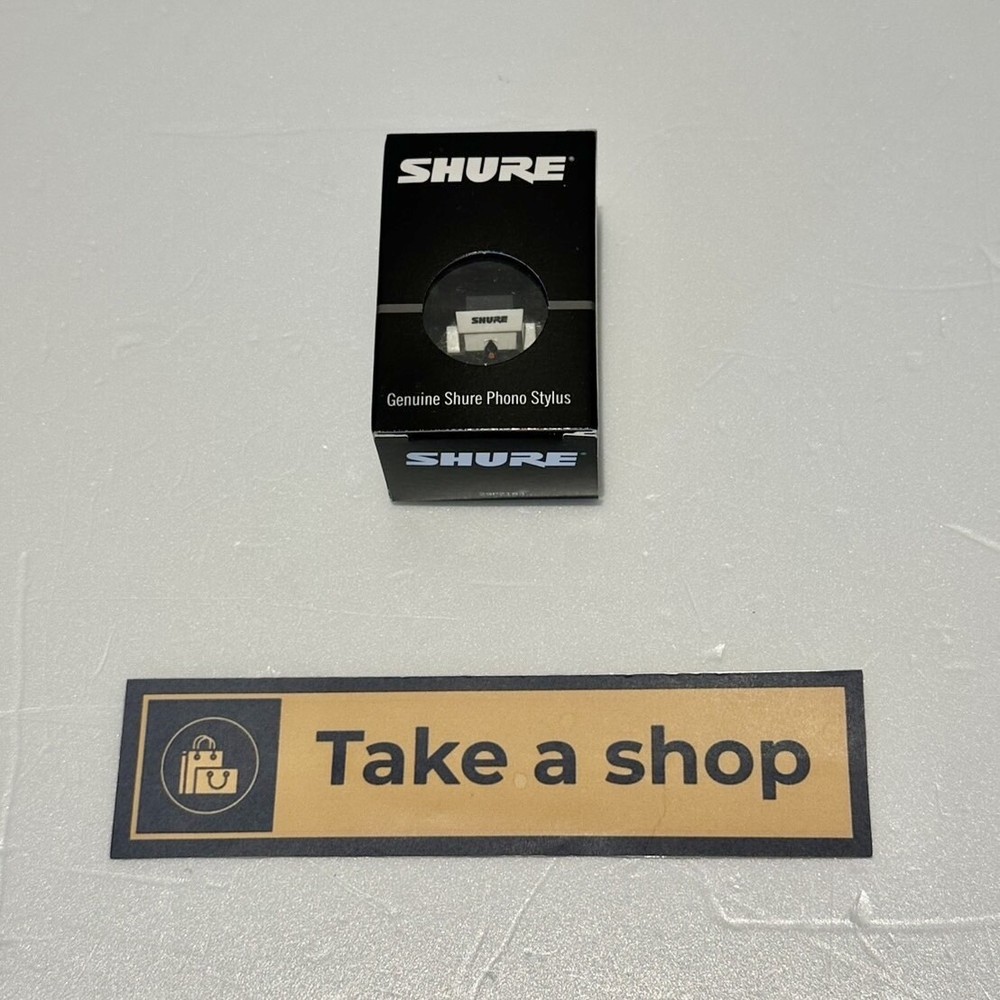 SHURE®
SHURE
Genuine Shure Phono Stylus
SHURE
Take a shop